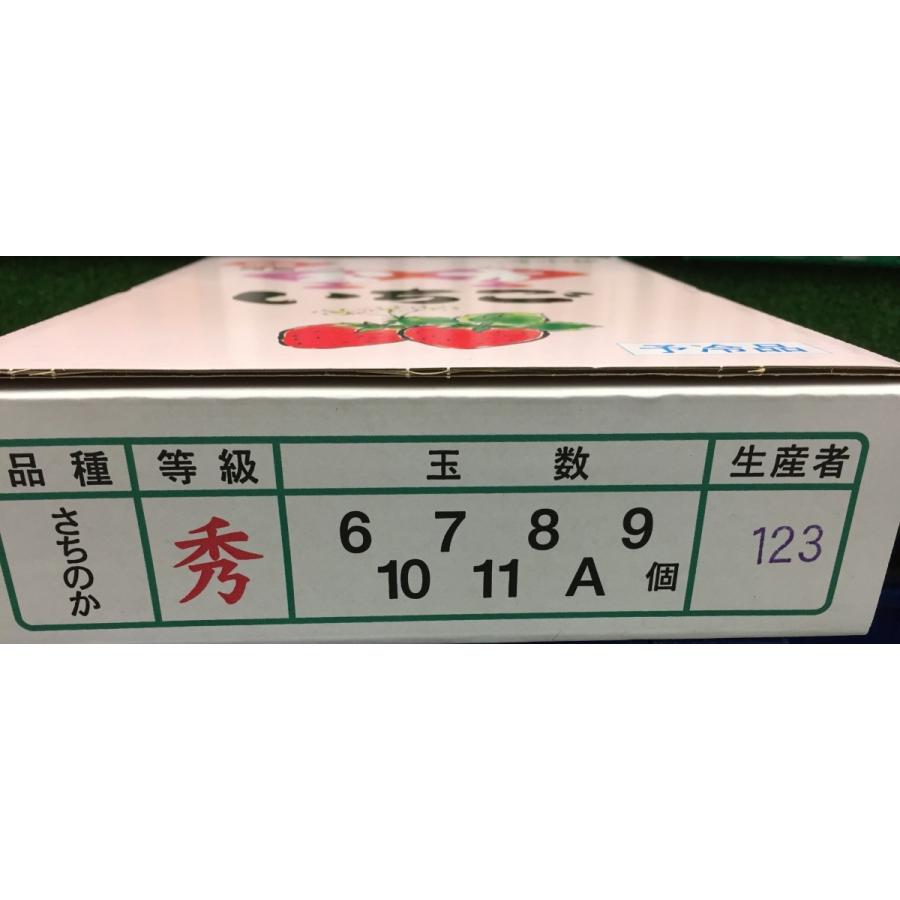 いちご
予冷品
品種 等級 玉数 生産者
さちのか 秀 6 7 8 9 123
10 11 A 個